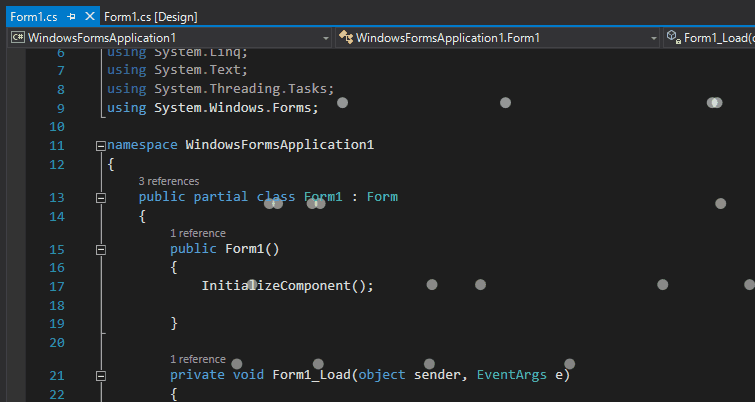 Form1.cs Form1.cs [Design]
C# WindowsFormsApplication1 WindowsFormsApplication1.Form1 Form1_Load(o
6 using System.Linq;
7 using System.Text;
8 using System.Threading.Tasks;
9 using System.Windows.Forms;
10
11 namespace WindowsFormsApplication1
12 {
3 references
13 public partial class Form1 : Form
14 {
1 reference
15 public Form1()
16 {
17 InitializeComponent();
18
19 }
20
1 reference
21 private void Form1_Load(object sender, EventArgs e)
22 {